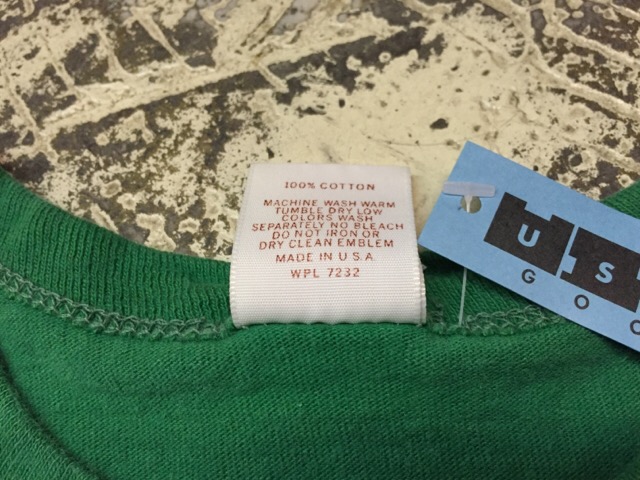 100% COTTON
MACHINE WASH WARM
TUMBLE DRY LOW
COLORS WASH
SEPARATELY NO BLEACH
DO NOT IRON OR
DRY CLEAN EMBLEM
MADE IN U.S.A.
WPL 7232
US
GOO